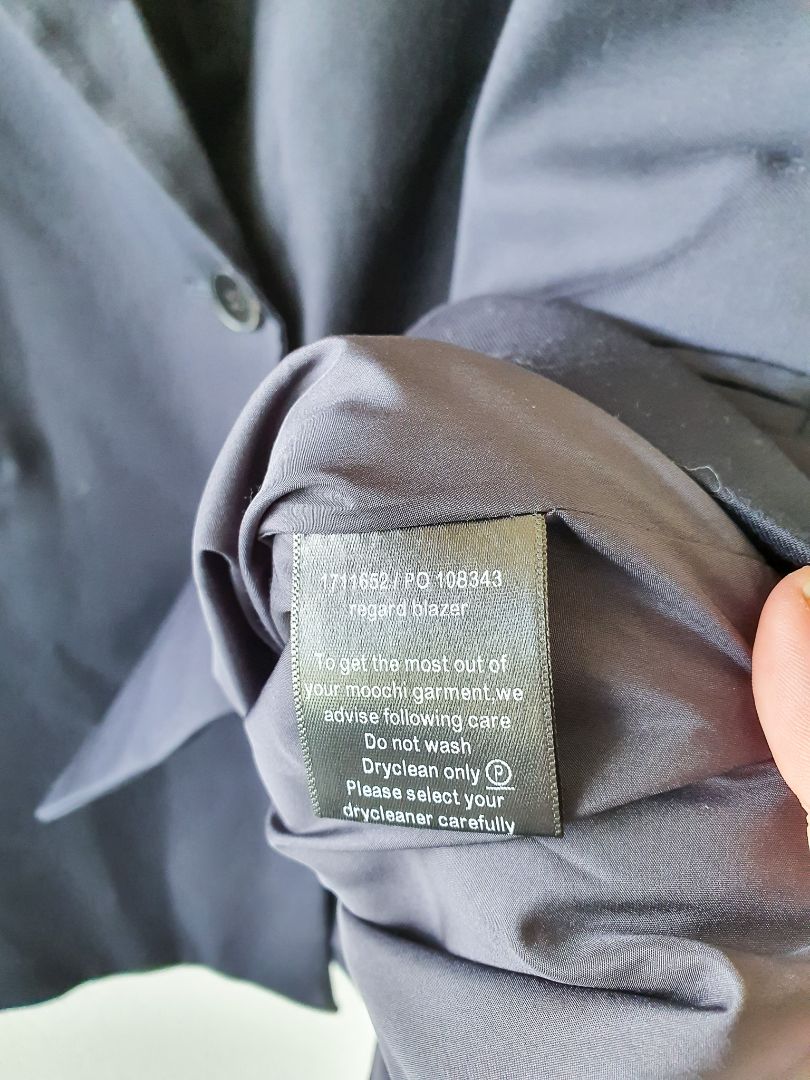 1711652 / PO 108343
regard blazer
To get the most out of
your moochi garment,we
advise following care
Do not wash
Dryclean only P
Please select your
drycleaner carefully